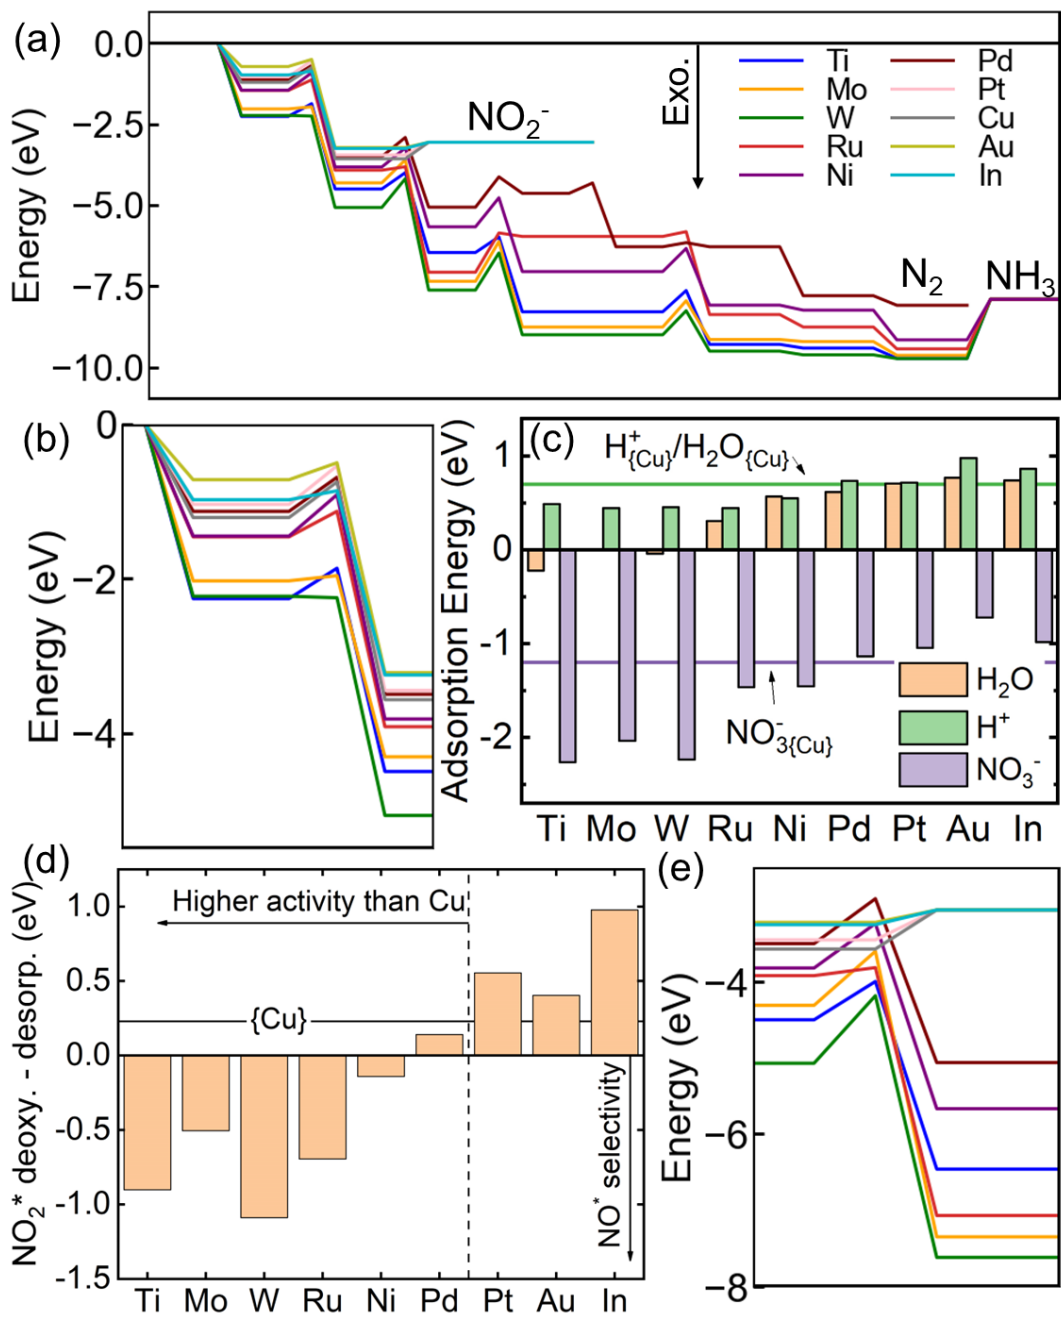 (a)
Energy (eV)
0.0
−2.5
−5.0
−7.5
−10.0
NO₂⁻
Exo.
N₂
NH₃
Ti
Mo
W
Ru
Ni
Pd
Pt
Cu
Au
In
(b)
Energy (eV)
0
−2
−4
(c)
Adsorption Energy (eV)
1
0
-1
-2
H⁺{Cu}/H₂O{Cu}
NO₃⁻{Cu}
H₂O
H⁺
NO₃⁻
Ti Mo W Ru Ni Pd Pt Au In
(d)
NO₂* deoxy. - desorp. (eV)
1.0
0.5
0.0
-0.5
-1.0
-1.5
Higher activity than Cu
{Cu}
NO* selectivity
Ti Mo W Ru Ni Pd Pt Au In
(e)
Energy (eV)
−4
−6
−8